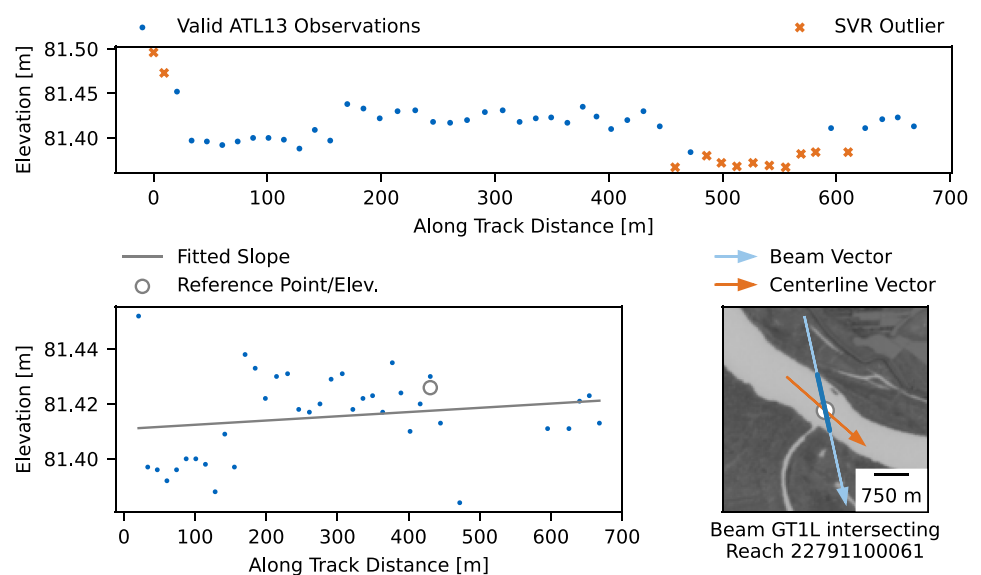 Valid ATL13 Observations
SVR Outlier
81.50
81.45
81.40
Elevation [m]
0
100
200
300
400
500
600
700
Along Track Distance [m]
Fitted Slope
Reference Point/Elev.
81.44
81.42
81.40
Elevation [m]
0
100
200
300
400
500
600
700
Along Track Distance [m]
Beam Vector
Centerline Vector
750 m
Beam GT1L intersecting
Reach 22791100061